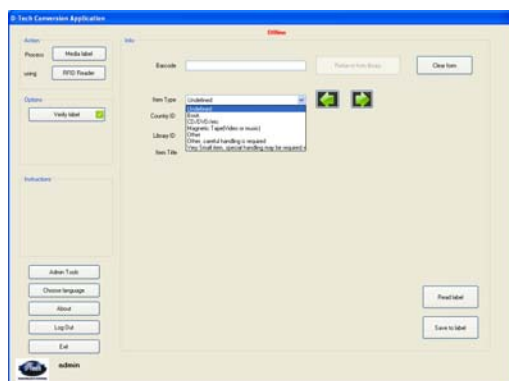 D-Tech Conversion Application
Offline
Action
Info
Process
Media label
using
RFID Reader
Barcode
Clear form
Options
Verify label
Item Type
Undefined
Undefined
Book
CD/DVD/etc
Magnetic Tape(Video or music)
Other
Other, careful handling is required
Very Small item, special handling may be required
Country ID
Library ID
Item Title
Instructions
Admin Tools
Choose language
About
Log Out
Exit
admin
Read label
Save to label